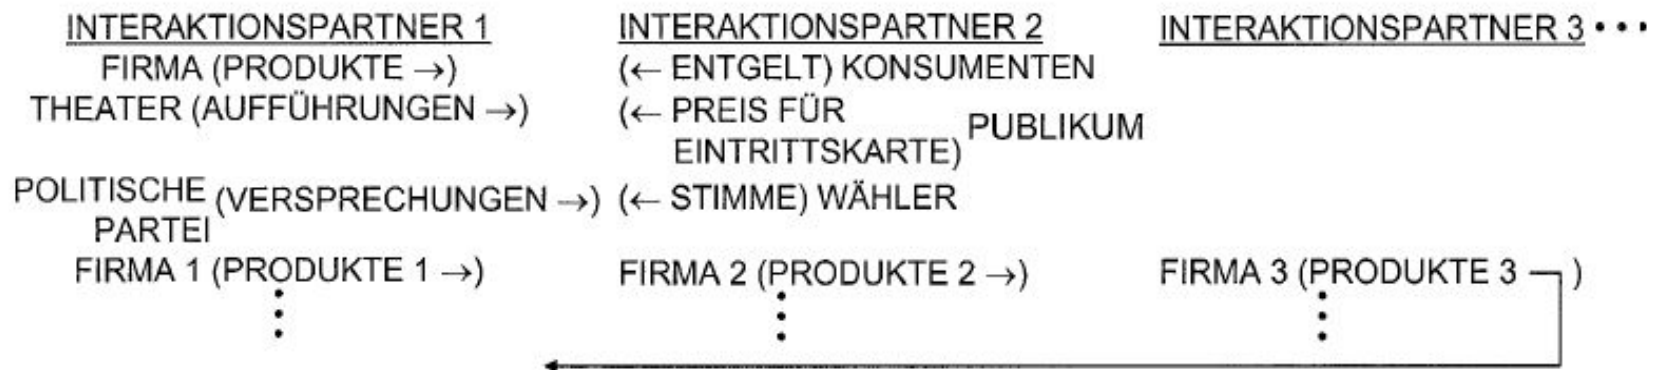 INTERAKTIONSPARTNER 1 INTERAKTIONSPARTNER 2 INTERAKTIONSPARTNER 3 • • •
FIRMA (PRODUKTE →) (← ENTGELT) KONSUMENTEN
THEATER (AUFFÜHRUNGEN →) (← PREIS FÜR
EINTRITTSKARTE) PUBLIKUM
POLITISCHE (VERSPRECHUNGEN →) (← STIMME) WÄHLER
PARTEI
FIRMA 1 (PRODUKTE 1 →) FIRMA 2 (PRODUKTE 2 →) FIRMA 3 (PRODUKTE 3 )